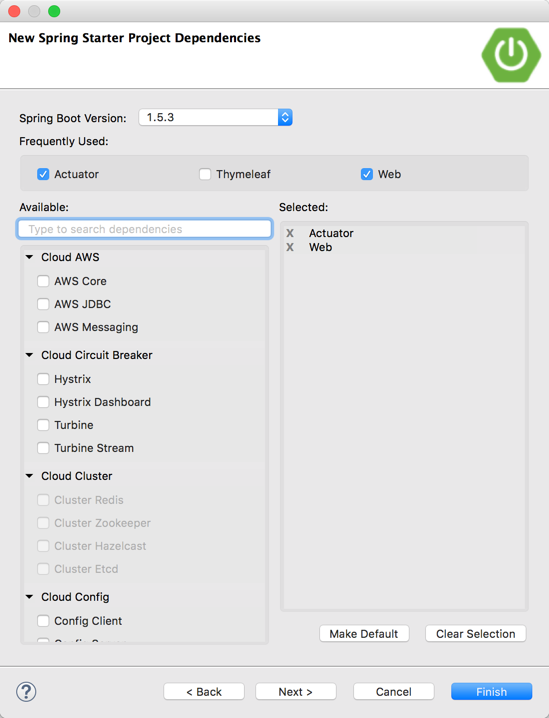 New Spring Starter Project Dependencies
Spring Boot Version: 1.5.3
Frequently Used:
Actuator Thymeleaf Web
Available: Selected:
Type to search dependencies
X Actuator
X Web
Cloud AWS
AWS Core
AWS JDBC
AWS Messaging
Cloud Circuit Breaker
Hystrix
Hystrix Dashboard
Turbine
Turbine Stream
Cloud Cluster
Cluster Redis
Cluster Zookeeper
Cluster Hazelcast
Cluster Etcd
Cloud Config
Config Client
Make Default Clear Selection
? < Back Next > Cancel Finish